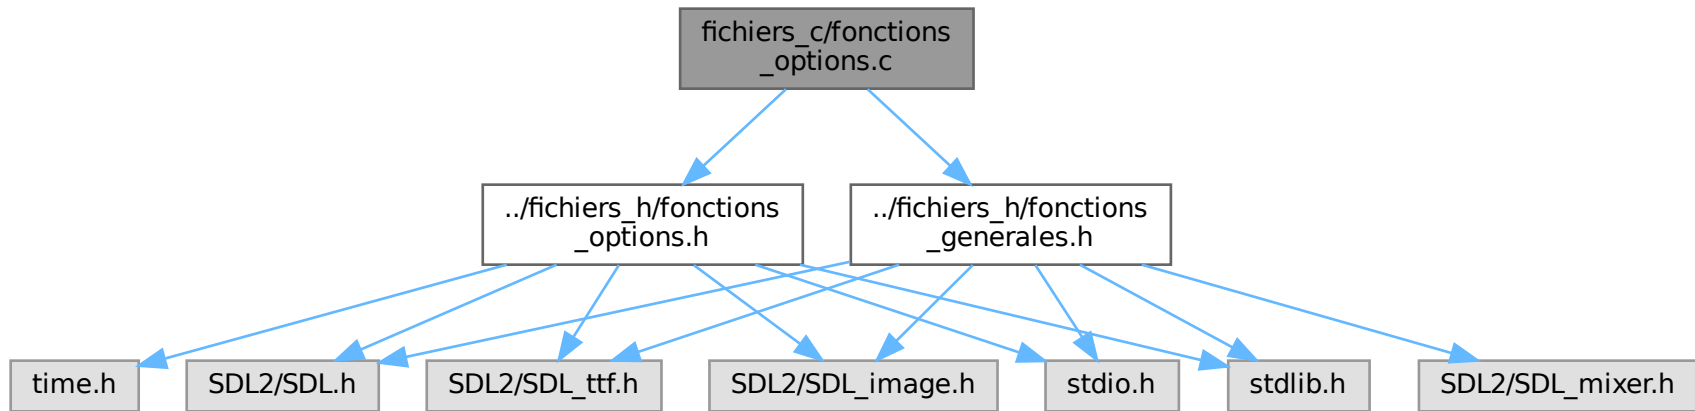 fichiers_c/fonctions
_options.c
../fichiers_h/fonctions
_options.h
../fichiers_h/fonctions
_generales.h
time.h
SDL2/SDL.h
SDL2/SDL_ttf.h
SDL2/SDL_image.h
stdio.h
stdlib.h
SDL2/SDL_mixer.h